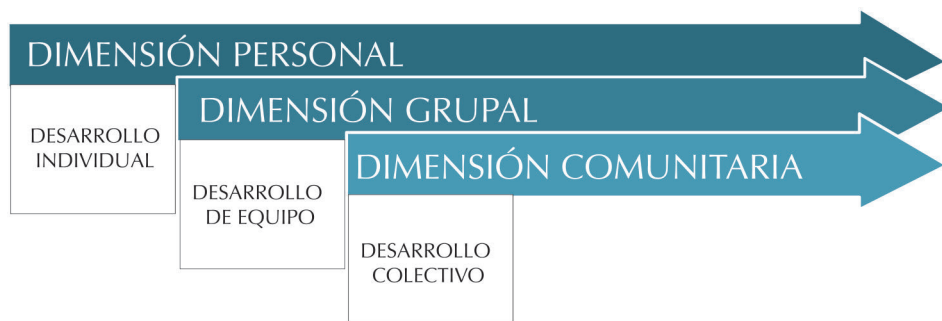 DIMENSIÓN PERSONAL
DESARROLLO
INDIVIDUAL
DIMENSIÓN GRUPAL
DESARROLLO
DE EQUIPO
DIMENSIÓN COMUNITARIA
DESARROLLO
COLECTIVO